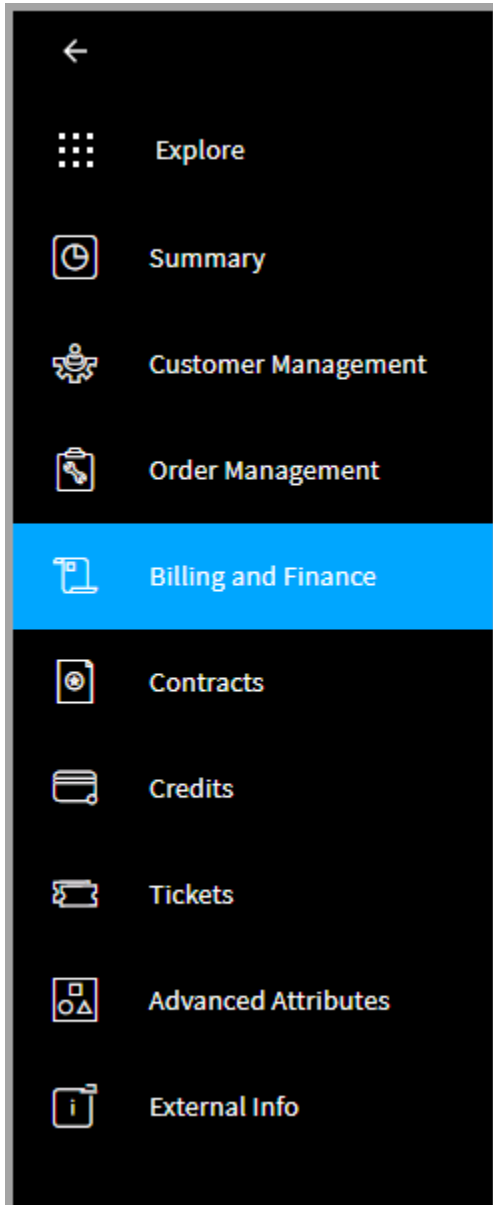 Explore
Summary
Customer Management
Order Management
Billing and Finance
Contracts
Credits
Tickets
Advanced Attributes
External Info